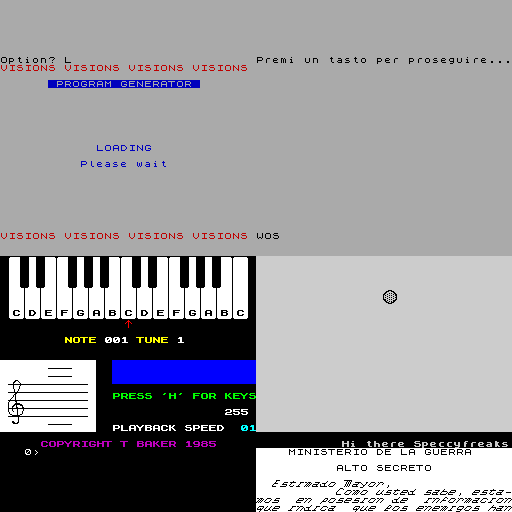 Option? L
VISIONS VISIONS VISIONS VISIONS
PROGRAM GENERATOR
LOADING
Please wait
VISIONS VISIONS VISIONS VISIONS
Premi un tasto per proseguire...
WOS
C D E F G A B C D E F G A B C
NOTE 001 TUNE 1
PRESS 'H' FOR KEYS
255
PLAYBACK SPEED 01
COPYRIGHT T BAKER 1985
0>
Hi there Speccyfreaks
MINISTERIO DE LA GUERRA
ALTO SECRETO
Estimado Mayor,
Como usted sabe, esta-
mos en posesion de informacion
que indica que los enemigos han